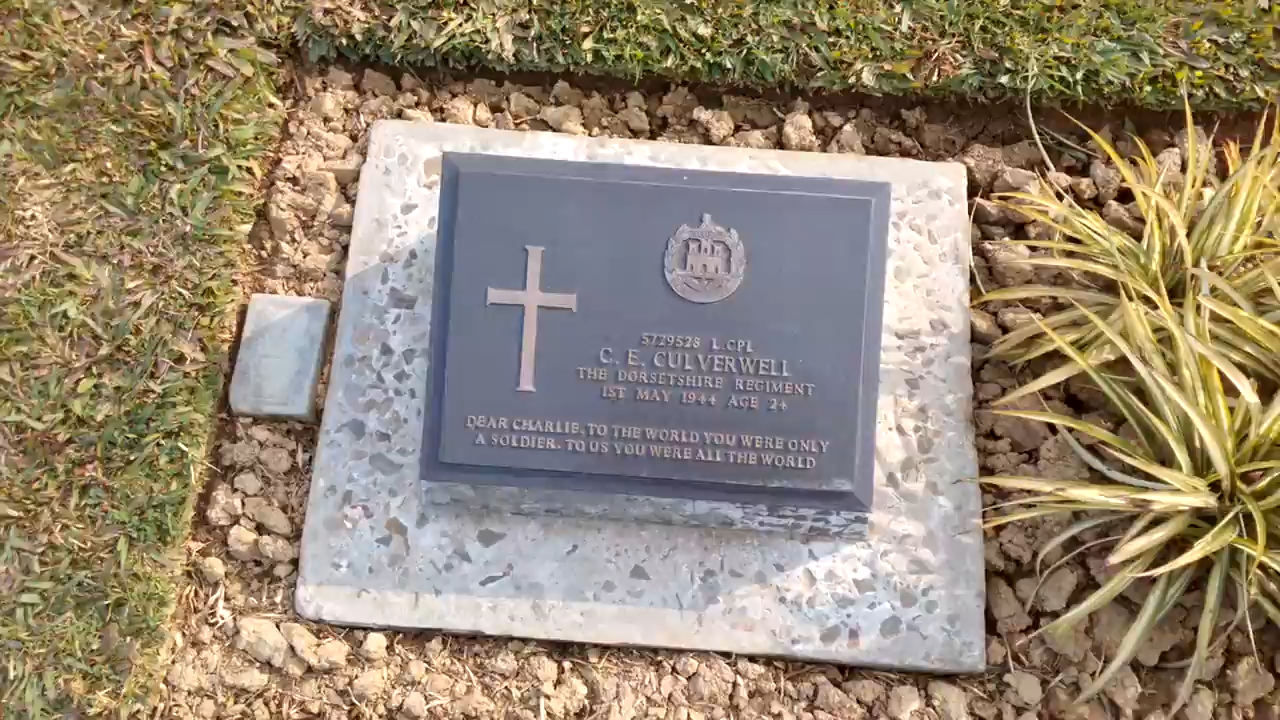 5729528 L.CPL
C. E. CULVERWELL
THE DORSETSHIRE REGIMENT
1ST MAY 1944 AGE 24
DEAR CHARLIE. TO THE WORLD YOU WERE ONLY
A SOLDIER. TO US YOU WERE ALL THE WORLD